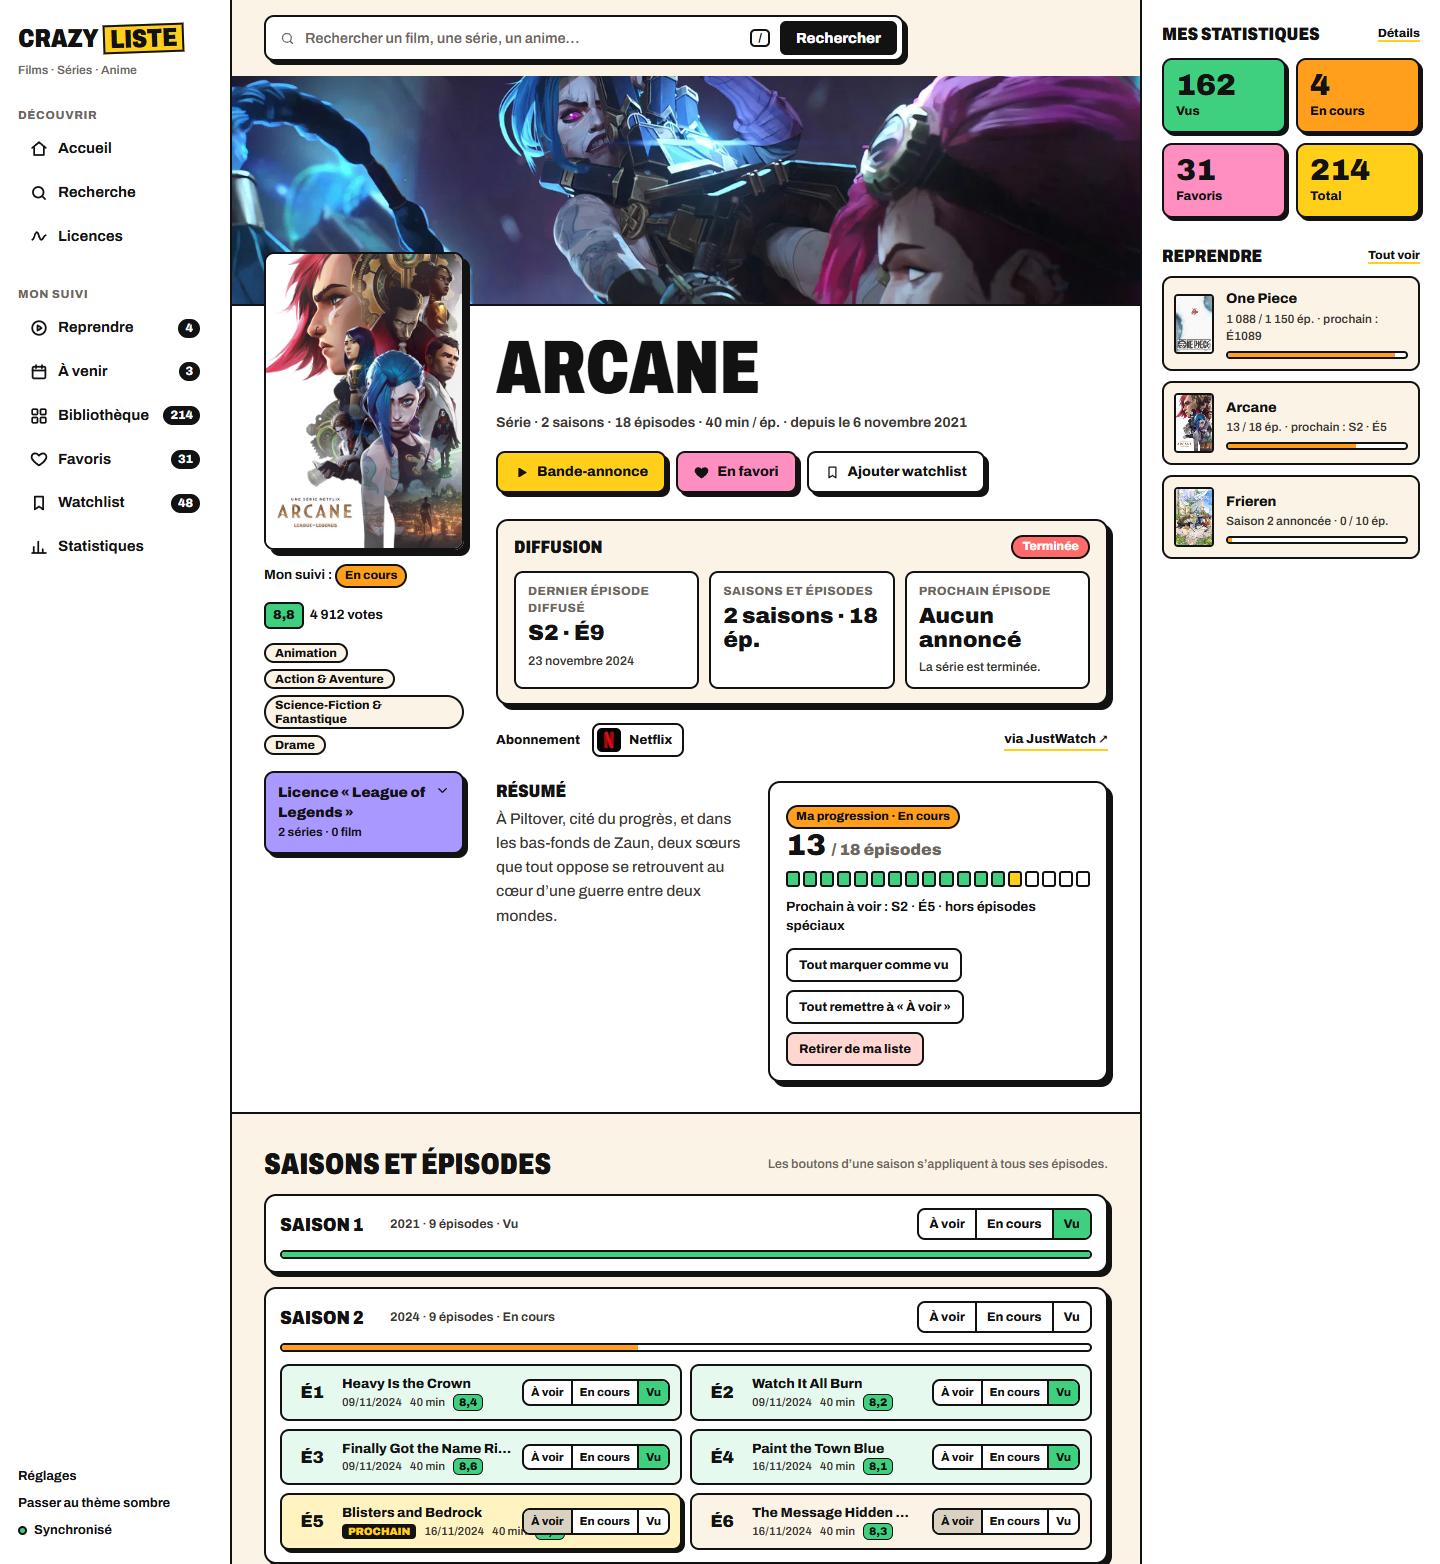 CRAZY LISTE
Films · Séries · Anime
DÉCOUVRIR
Accueil
Recherche
Licences
MON SUIVI
Reprendre 4
À venir 3
Bibliothèque 214
Favoris 31
Watchlist 48
Statistiques
Réglages
Passer au thème sombre
Synchronisé
Rechercher un film, une série, un anime… / Rechercher
UNE SÉRIE NETFLIX
ARCANE
LEAGUE OF LEGENDS
Mon suivi : En cours
8,8 4 912 votes
Animation
Action & Aventure
Science-Fiction &
Fantastique
Drame
Licence « League of
Legends »
2 séries · 0 film
ARCANE
Série · 2 saisons · 18 épisodes · 40 min / ép. · depuis le 6 novembre 2021
Bande-annonce
En favori
Ajouter watchlist
DIFFUSION
Terminée
DERNIER ÉPISODE
DIFFUSÉ
S2 · É9
23 novembre 2024
SAISONS ET ÉPISODES
2 saisons · 18
ép.
PROCHAIN ÉPISODE
Aucun
annoncé
La série est terminée.
Abonnement
N Netflix
via JustWatch ↗
RÉSUMÉ
À Piltover, cité du progrès, et dans
les bas-fonds de Zaun, deux sœurs
que tout oppose se retrouvent au
cœur d’une guerre entre deux
mondes.
Ma progression · En cours
13 / 18 épisodes
Prochain à voir : S2 · É5 · hors épisodes
spéciaux
Tout marquer comme vu
Tout remettre à « À voir »
Retirer de ma liste
SAISONS ET ÉPISODES
Les boutons d’une saison s’appliquent à tous ses épisodes.
SAISON 1
2021 · 9 épisodes · Vu
À voir En cours Vu
SAISON 2
2024 · 9 épisodes · En cours
À voir En cours Vu
É1
Heavy Is the Crown
09/11/2024 40 min 8,4
À voir En cours Vu
É2
Watch It All Burn
09/11/2024 40 min 8,2
À voir En cours Vu
É3
Finally Got the Name Ri…
09/11/2024 40 min 8,6
À voir En cours Vu
É4
Paint the Town Blue
16/11/2024 40 min 8,1
À voir En cours Vu
É5
Blisters and Bedrock
PROCHAIN 16/11/2024 40 min
À voir En cours Vu
É6
The Message Hidden …
16/11/2024 40 min 8,3
À voir En cours Vu
MES STATISTIQUES
Détails
162
Vus
4
En cours
31
Favoris
214
Total
REPRENDRE
Tout voir
ONE PIECE
One Piece
1 088 / 1 150 ép. · prochain :
É1089
ARCANE
Arcane
13 / 18 ép. · prochain : S2 · É5
Frieren
Saison 2 annoncée · 0 / 10 ép.